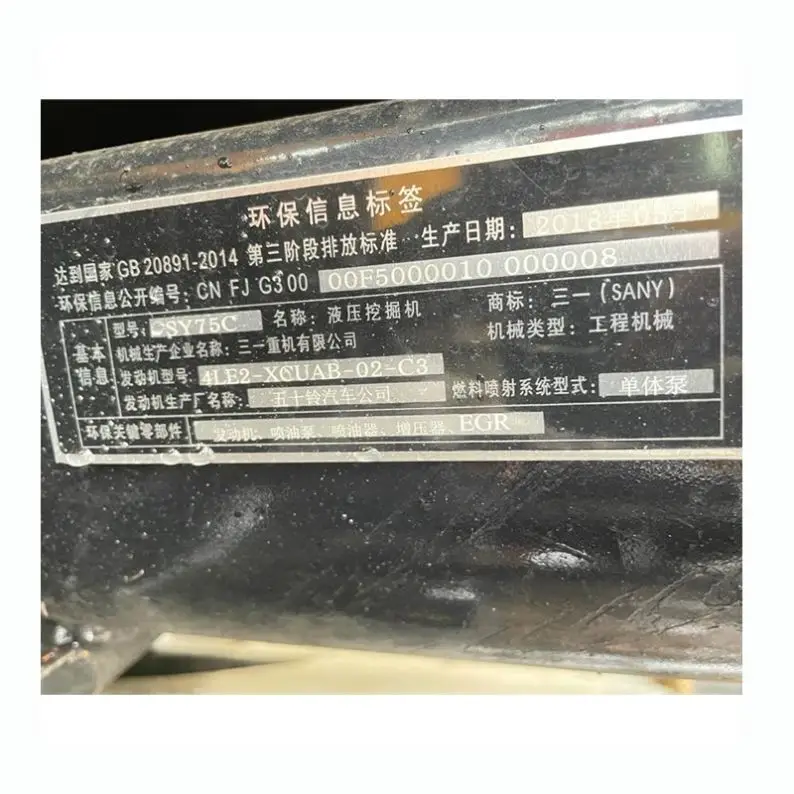 环保信息标签
达到国家GB 20891-2014 第三阶段排放标准 生产日期: 2018年
环保信息公开编号: CN FJ G3 00 00F5000010 000008
型号: SY75C 名称: 液压挖掘机 商标: 三一 (SANY)
基本信息 机械生产企业名称: 三一重机有限公司 机械类型: 工程机械
发动机型号: 4LE2-XCUAB-02-C3
发动机生产厂名称: 五十铃汽车公司 燃料喷射系统型式: 单体泵
环保关键零部件 发动机、喷油泵、喷油器、增压器、EGR